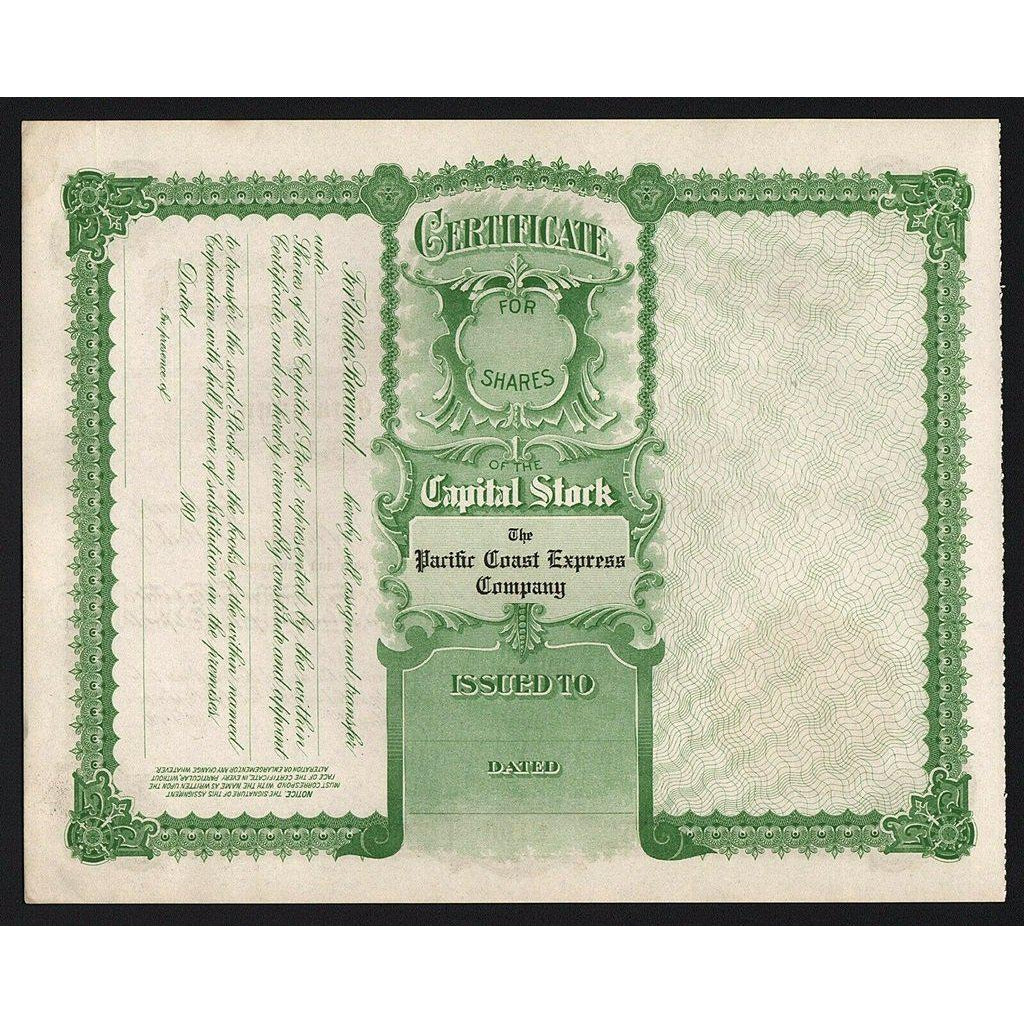 For Value Received, hereby sell, assign and transfer
unto
Shares of the Capital Stock represented by the within
Certificate, and do hereby irrevocably constitute and appoint
to transfer the said Stock on the books of the within named
Corporation with full power of substitution in the premises.
Dated 190
In presence of
NOTICE. THE SIGNATURE OF THIS ASSIGNMENT
MUST CORRESPOND WITH THE NAME AS WRITTEN UPON THE
FACE OF THE CERTIFICATE IN EVERY PARTICULAR WITHOUT
ALTERATION OR ENLARGEMENT OR ANY CHANGE WHATEVER.
CERTIFICATE
FOR
SHARES
OF THE
Capital Stock
The
Pacific Coast Express
Company
ISSUED TO
DATED